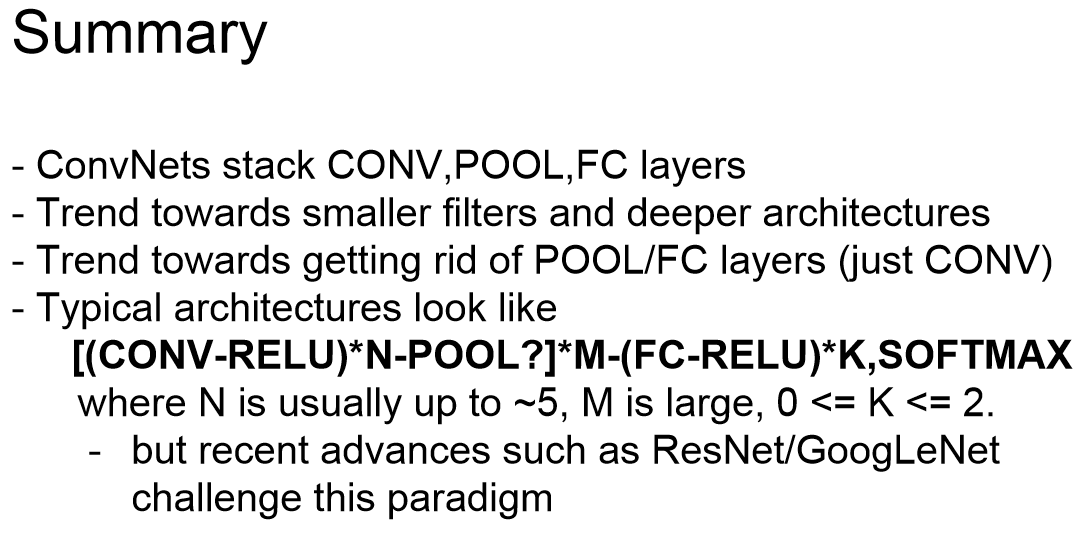 Summary
- ConvNets stack CONV,POOL,FC layers
- Trend towards smaller filters and deeper architectures
- Trend towards getting rid of POOL/FC layers (just CONV)
- Typical architectures look like
[(CONV-RELU)*N-POOL?]*M-(FC-RELU)*K,SOFTMAX
where N is usually up to ~5, M is large, 0 <= K <= 2.
- but recent advances such as ResNet/GoogLeNet
challenge this paradigm